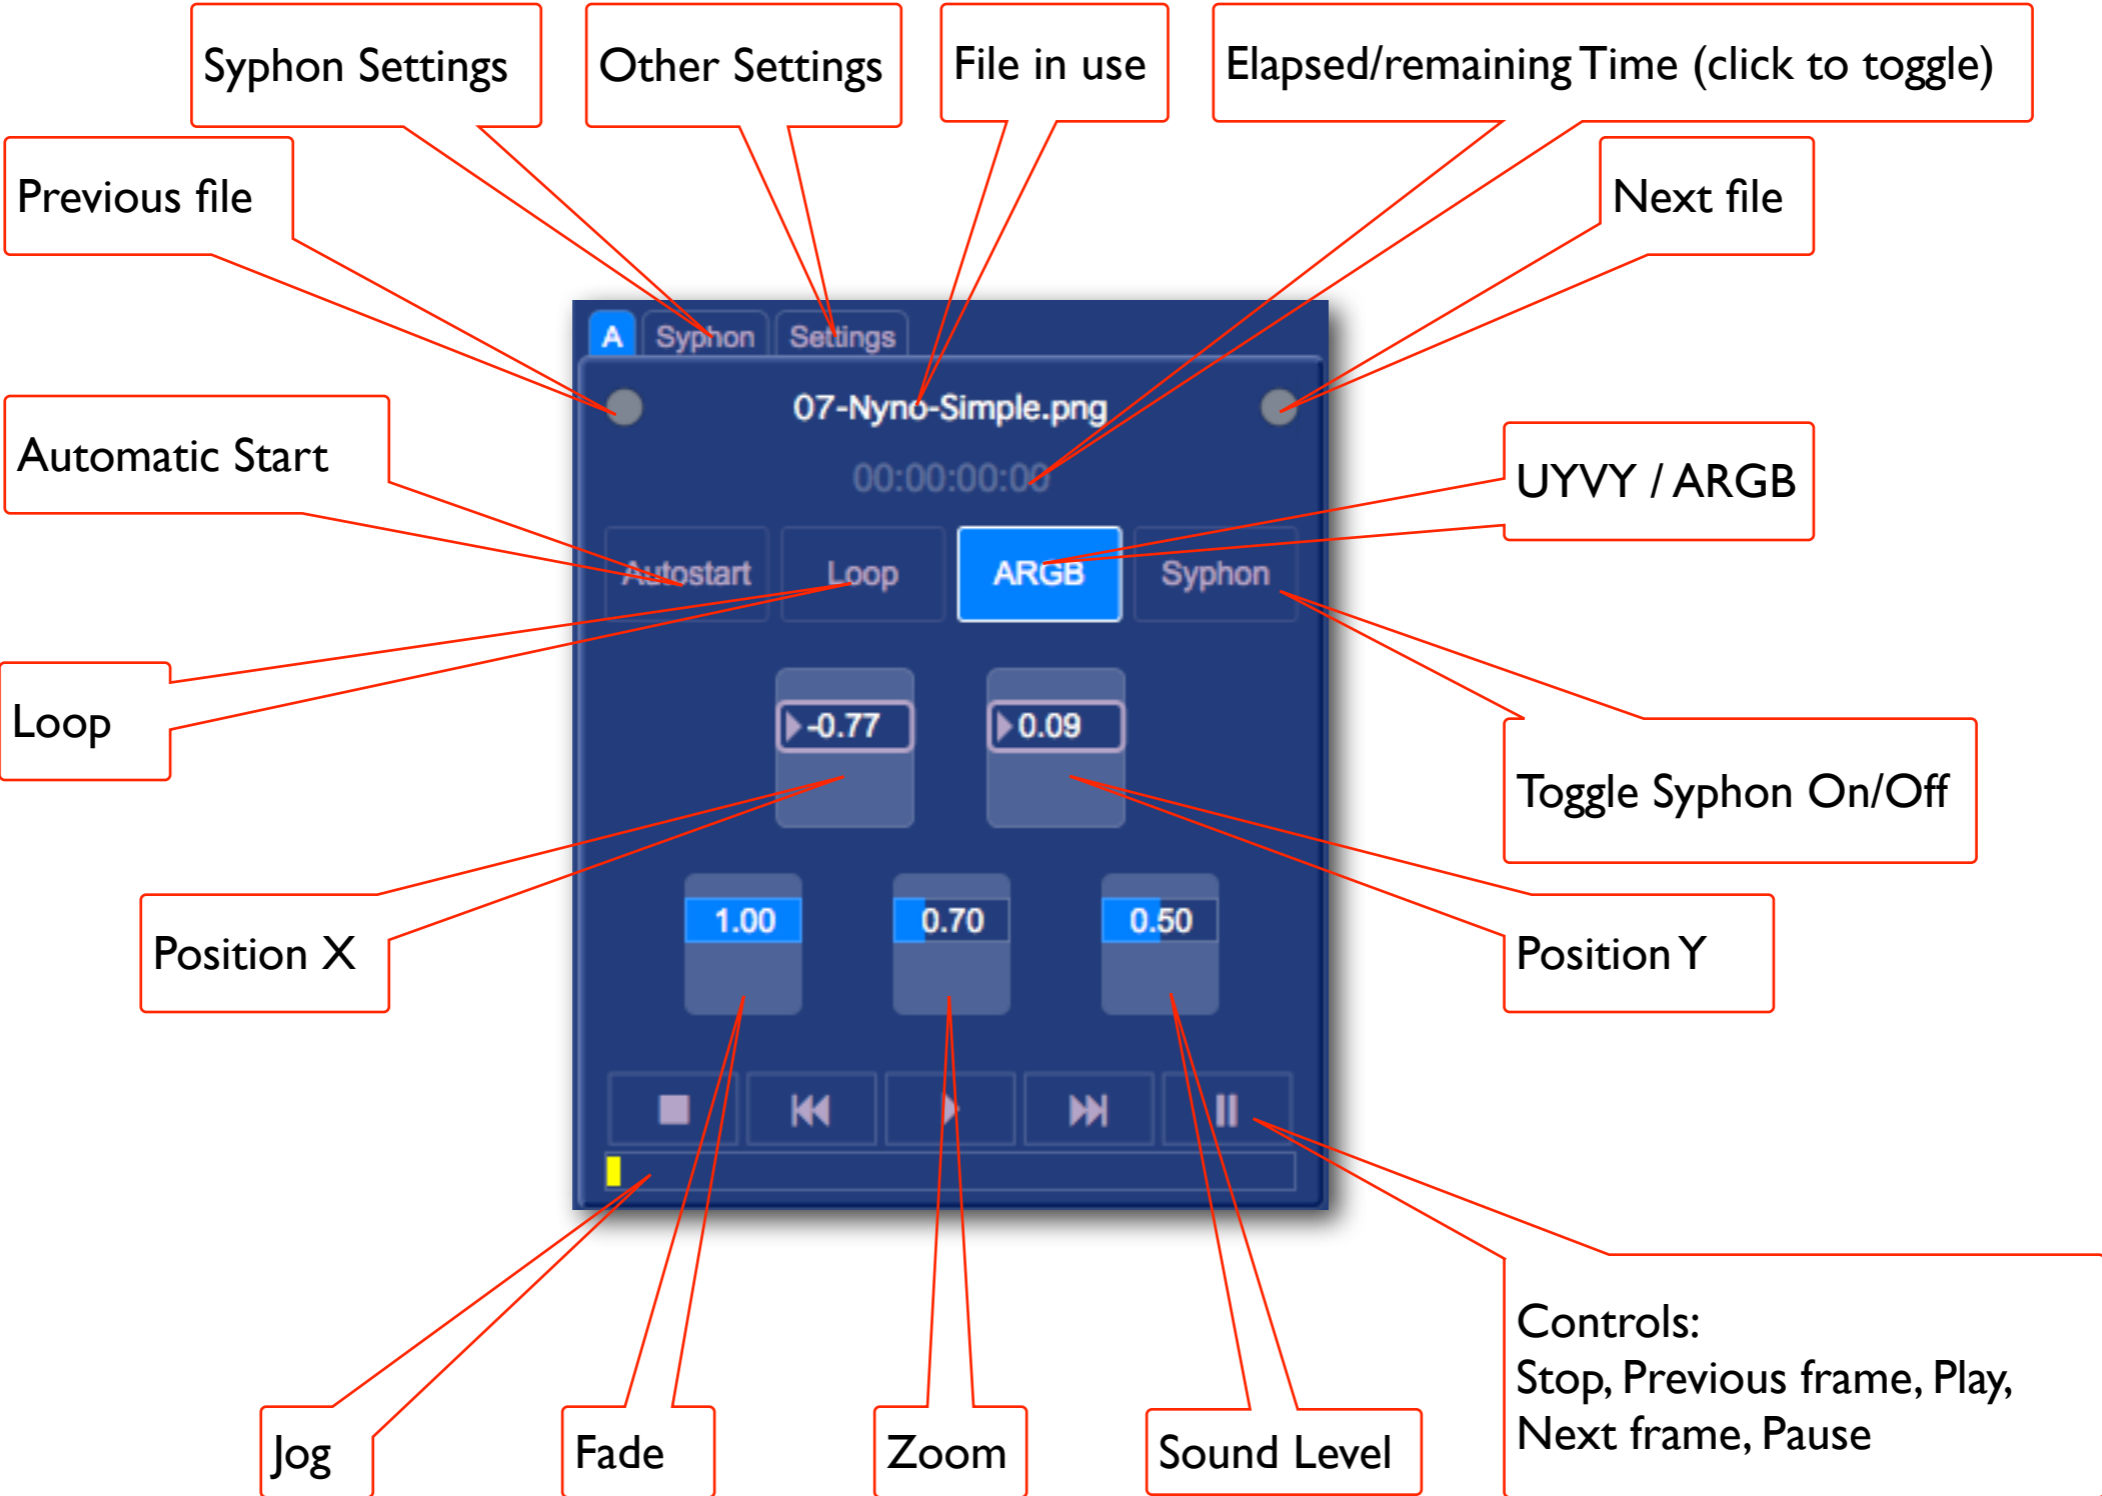 Syphon Settings
Other Settings
File in use
Elapsed/remaining Time (click to toggle)
Previous file
Next file
A
Syphon
Settings
07-Nyno-Simple.png
Automatic Start
00:00:00:00
UYVY / ARGB
Autostart
Loop
ARGB
Syphon
Loop
-0.77
0.09
Toggle Syphon On/Off
1.00
0.70
0.50
Position X
Position Y
Controls:
Stop, Previous frame, Play,
Next frame, Pause
Jog
Fade
Zoom
Sound Level